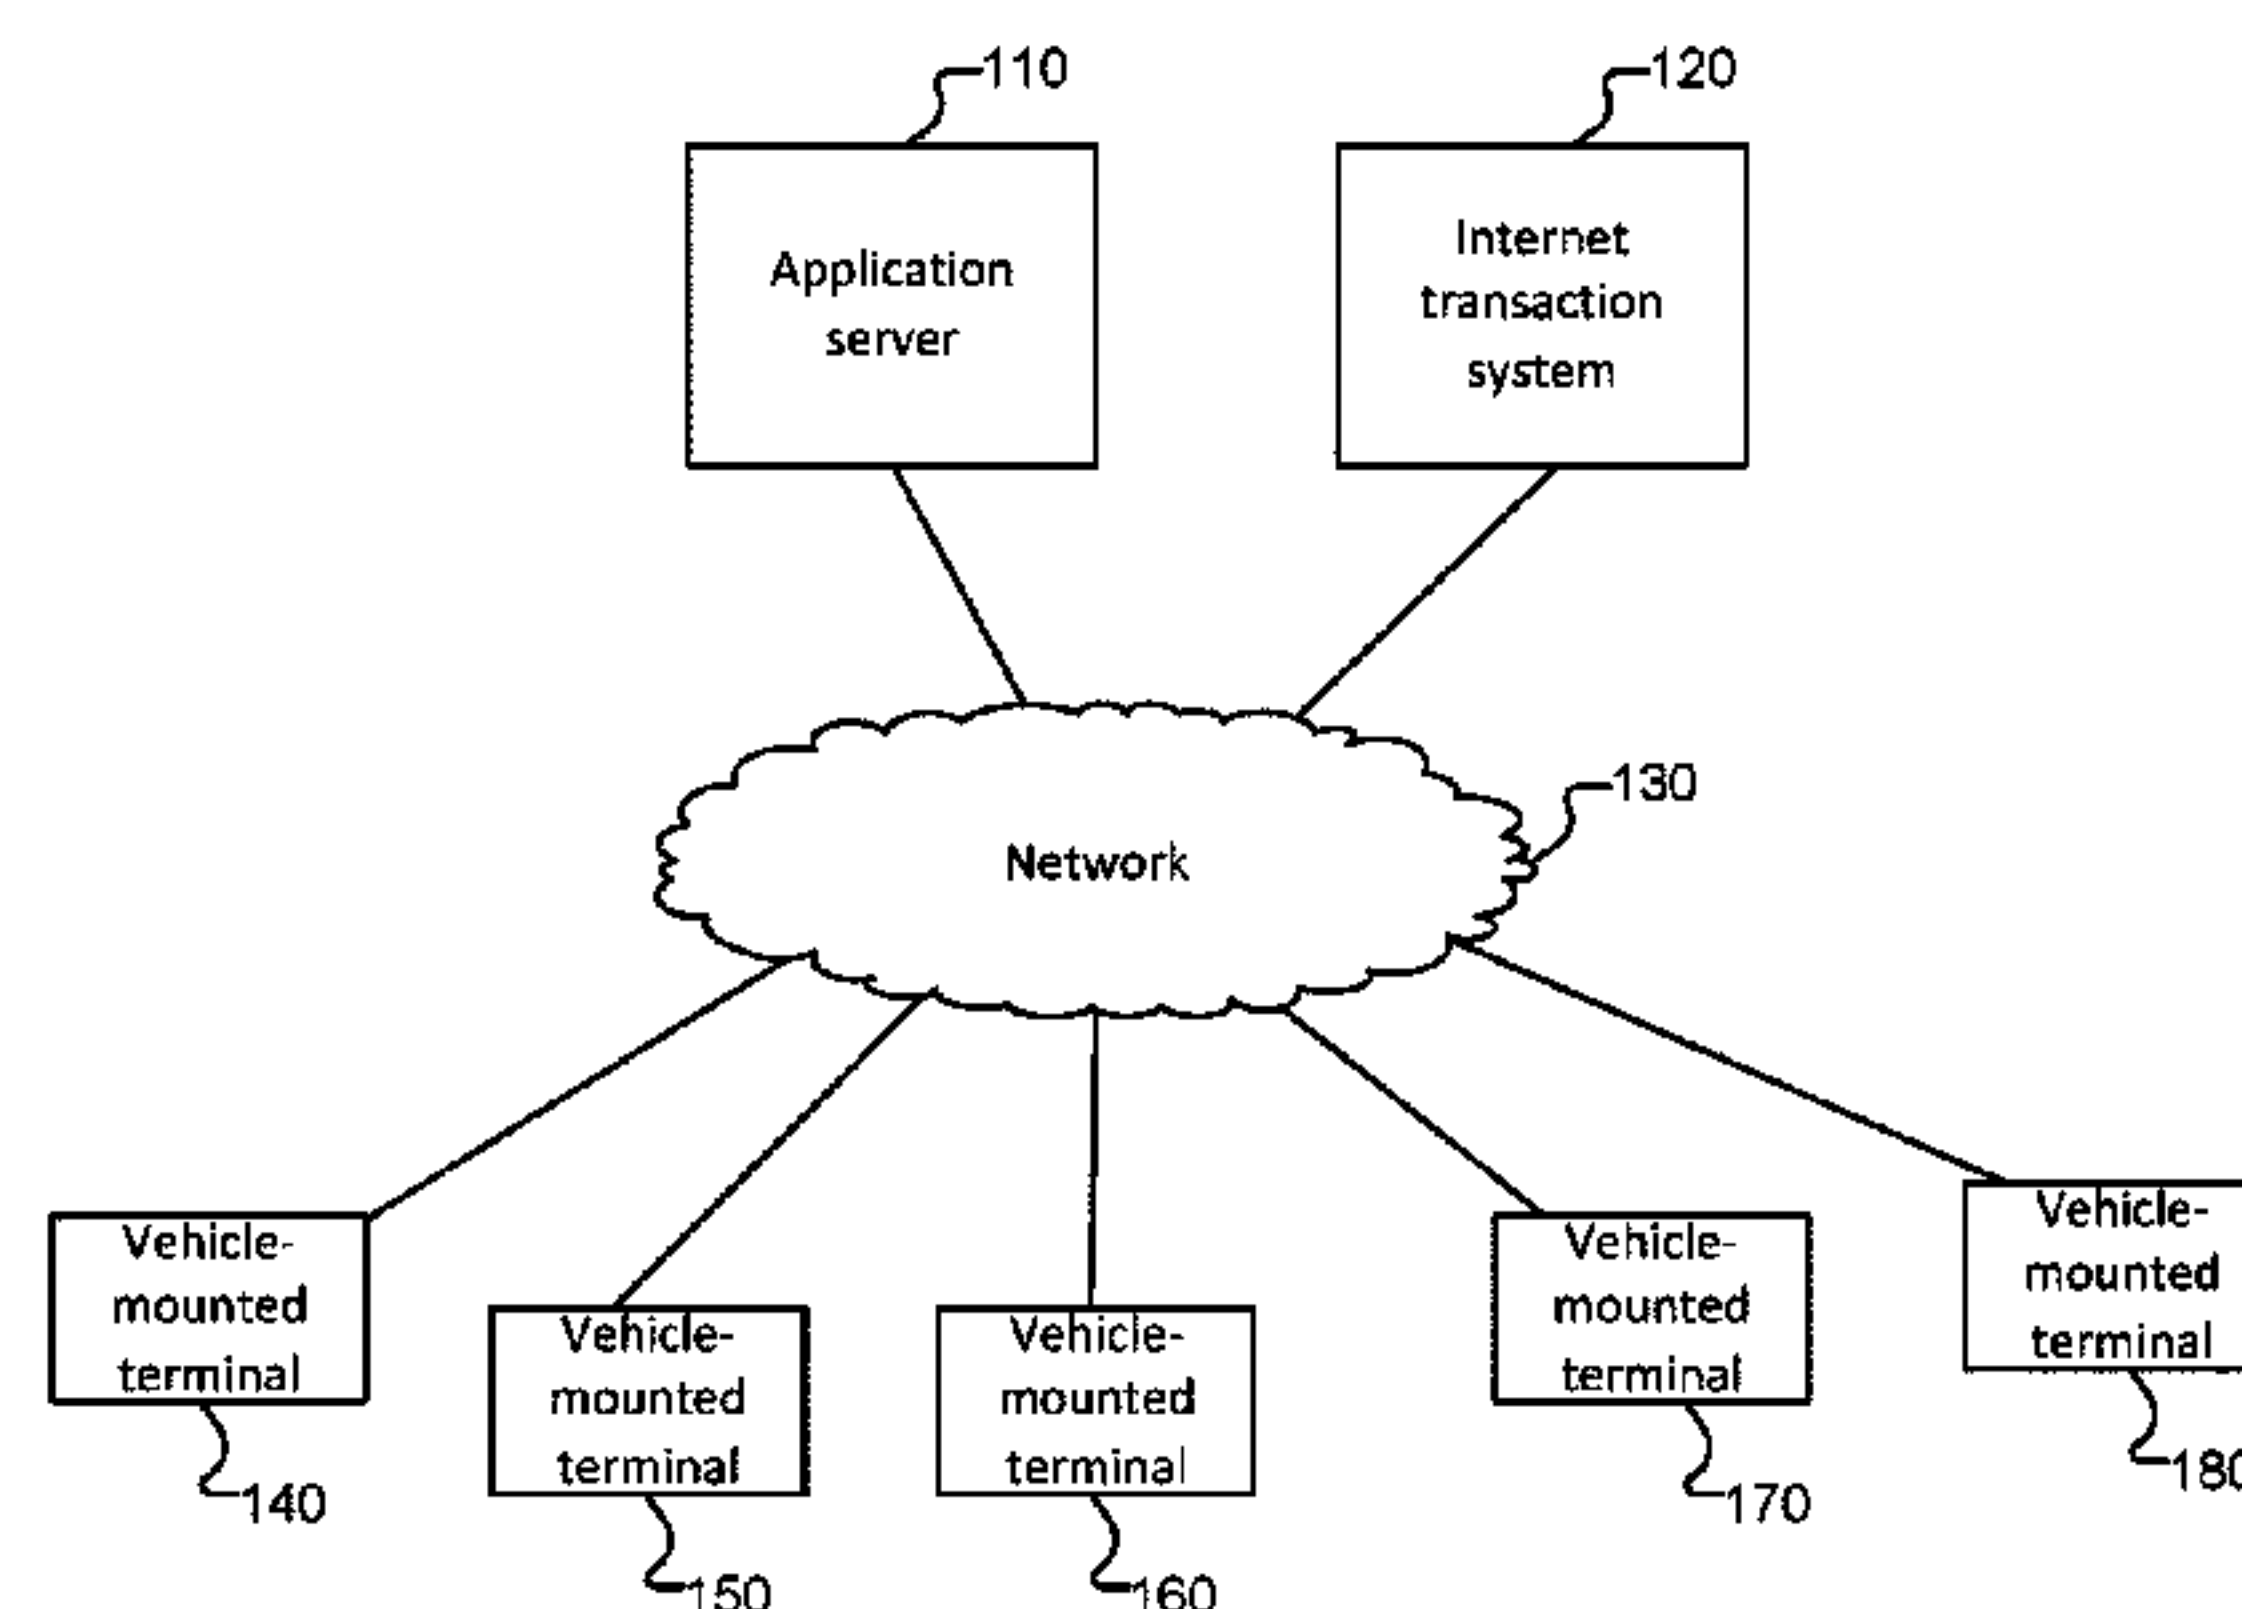 110
120
Application
server
Internet
transaction
system
130
Network
Vehicle-
mounted
terminal
140
Vehicle-
mounted
terminal
150
Vehicle-
mounted
terminal
160
Vehicle-
mounted
terminal
170
Vehicle-
mounted
terminal
180